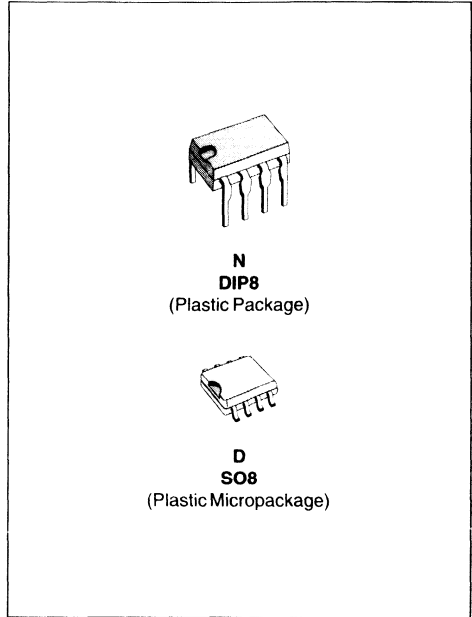 N
DIP8
(Plastic Package)
D
SO8
(Plastic Micropackage)